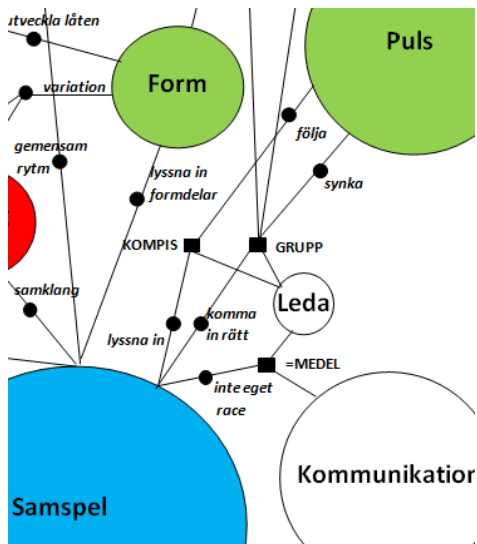 utveckla låten
Puls
Form
variation
följa
gemensam
rytm
lyssna in
formdelar
synka
KOMPIS
GRUPP
samklang
Leda
komma
in rätt
lyssna in
=MEDEL
inte eget
race
Kommunikation
Samspel